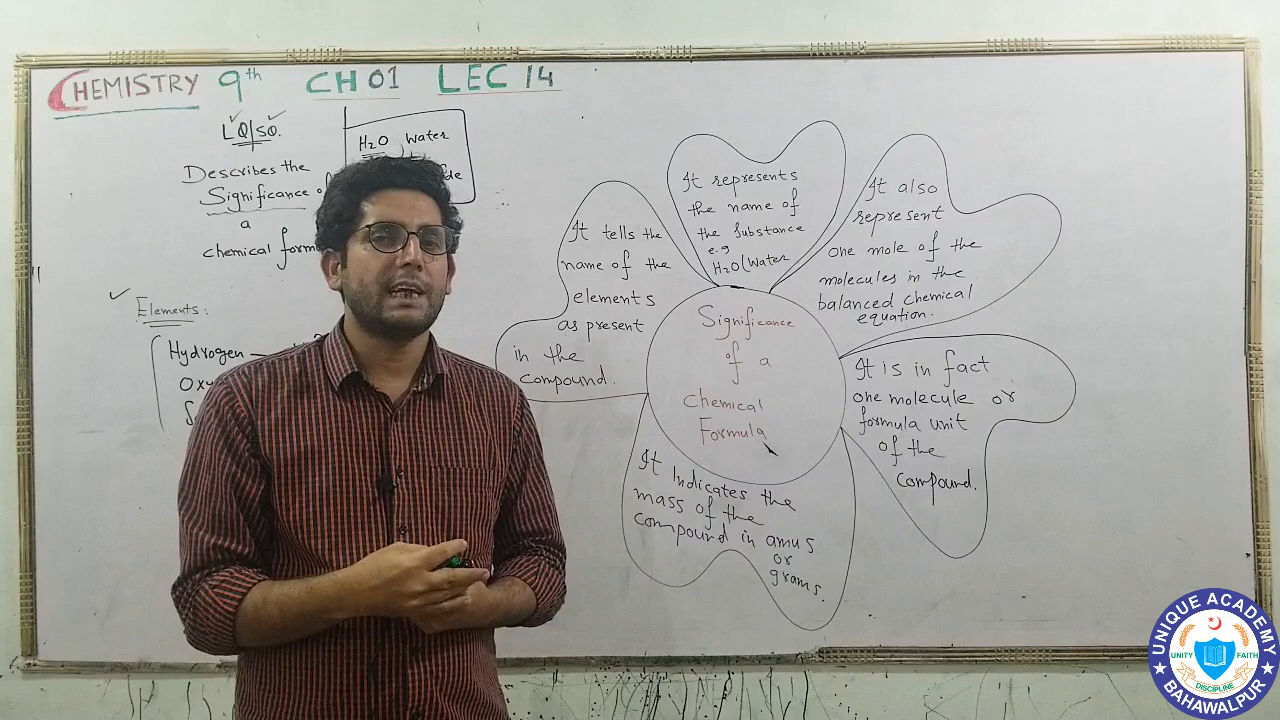 CHEMISTRY 9th CH 01 LEC 14
LQ/SQ.
Describes the
Significance of
a
chemical
H₂O, Water
Elements:
Hydrogen —
It tells the
name of the
elements
as present
in the
compound.
It represents
the name of
the substance
e.g
H₂O(Water
It also
represent
one mole of the
molecules in the
balanced chemical
equation.
It is in fact
one molecule or
formula unit
of the
compound.
It Indicates the
mass of the
compound in amus
or
grams.
Significance
of a
Chemical
Formula
UNIQUE ACADEMY
UNITY FAITH
DISCIPLINE
BAHAWALPUR